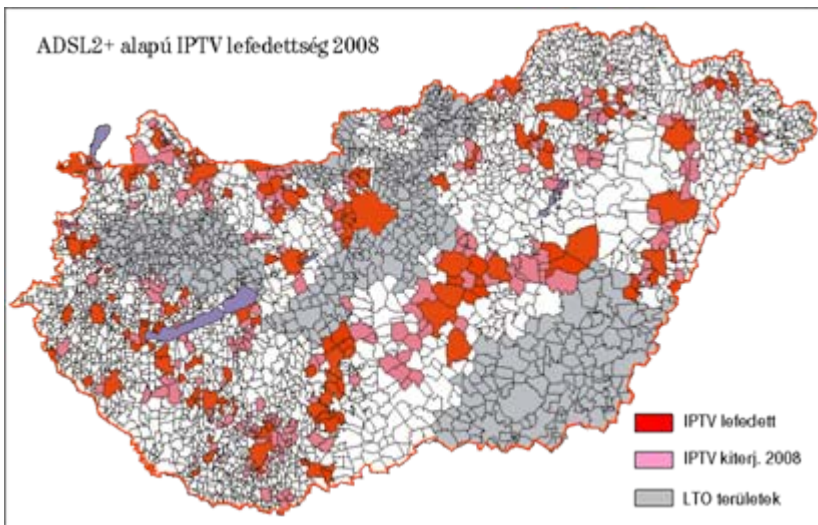 ADSL2+ alapú IPTV lefedettség 2008
IPTV lefedett
IPTV kiterj. 2008
LTO területek